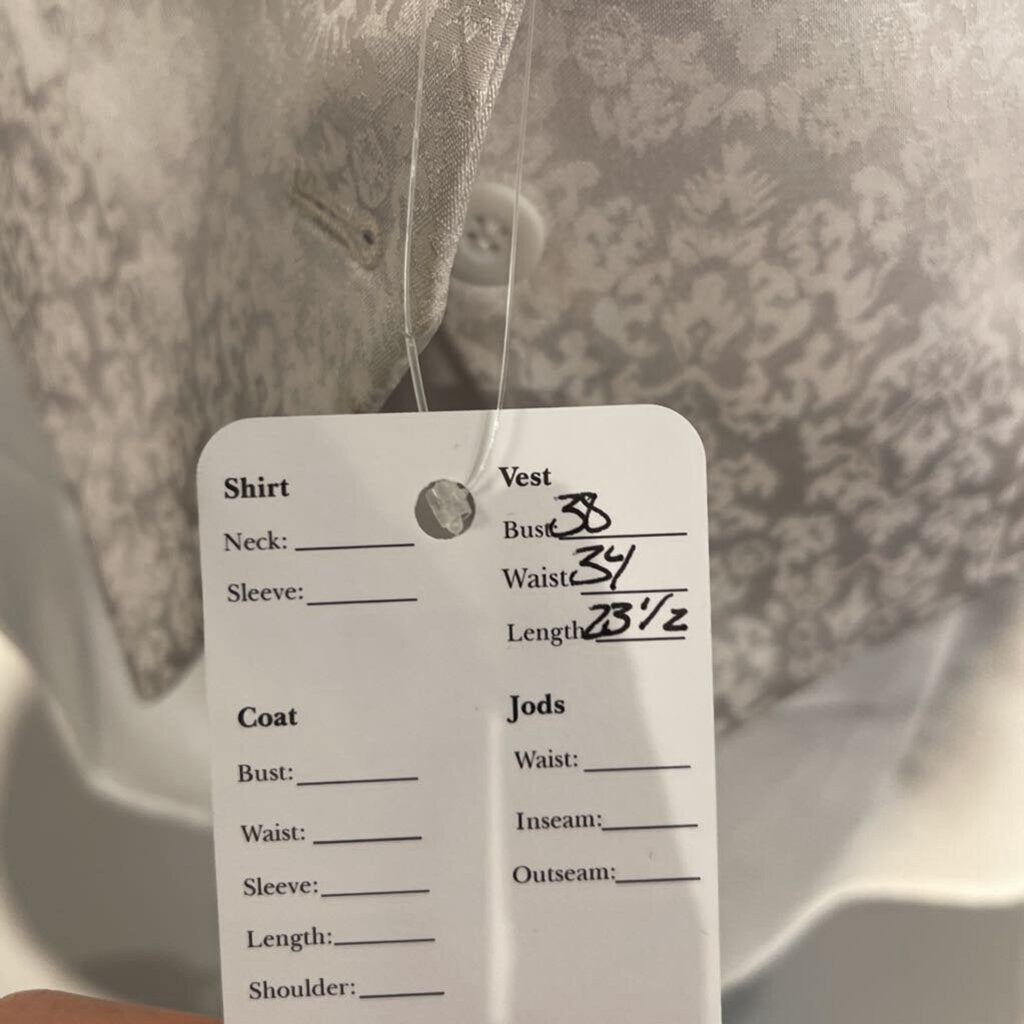 Shirt
Neck:
Sleeve:
Vest
Bust: 38
Waist: 34
Length: 23 1/2
Coat
Bust:
Waist:
Sleeve:
Length:
Shoulder:
Jods
Waist:
Inseam:
Outseam: